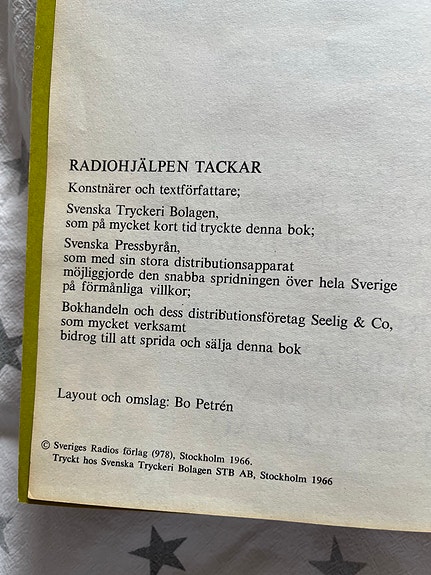 RADIOHJÄLPEN TACKAR
Konstnärer och textförfattare;
Svenska Tryckeri Bolagen,
som på mycket kort tid tryckte denna bok;
Svenska Pressbyrån,
som med sin stora distributionsapparat
möjliggjorde den snabba spridningen över hela Sverige
på förmånliga villkor;
Bokhandeln och dess distributionsföretag Seelig & Co,
som mycket verksamt
bidrog till att sprida och sälja denna bok
Layout och omslag: Bo Petrén
© Sveriges Radios förlag (978), Stockholm 1966.
Tryckt hos Svenska Tryckeri Bolagen STB AB, Stockholm 1966